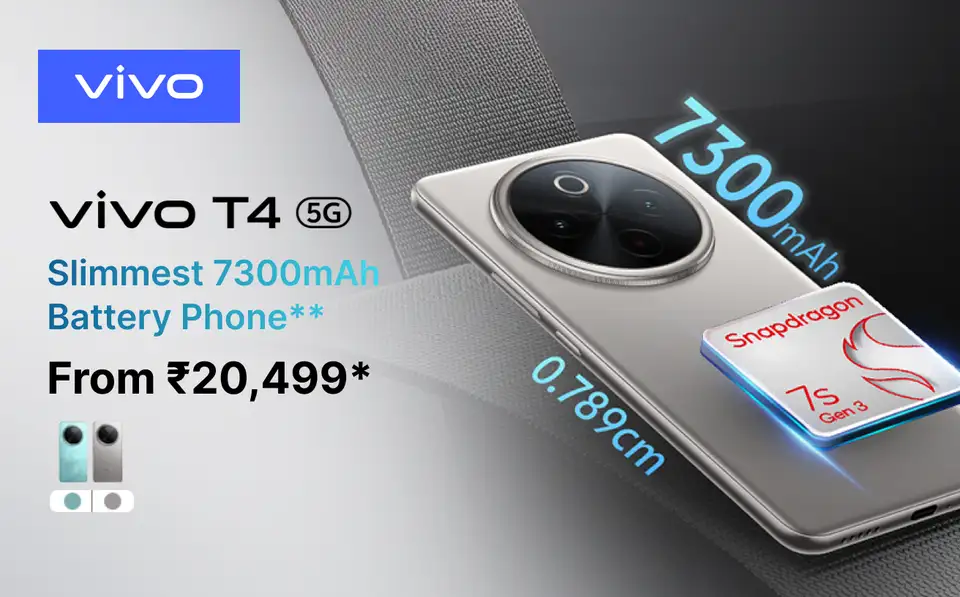 vivo
vivo T4 5G
Slimmest 7300mAh
Battery Phone**
From ₹20,499*
7300mAh
0.789cm
Snapdragon
7s
Gen 3